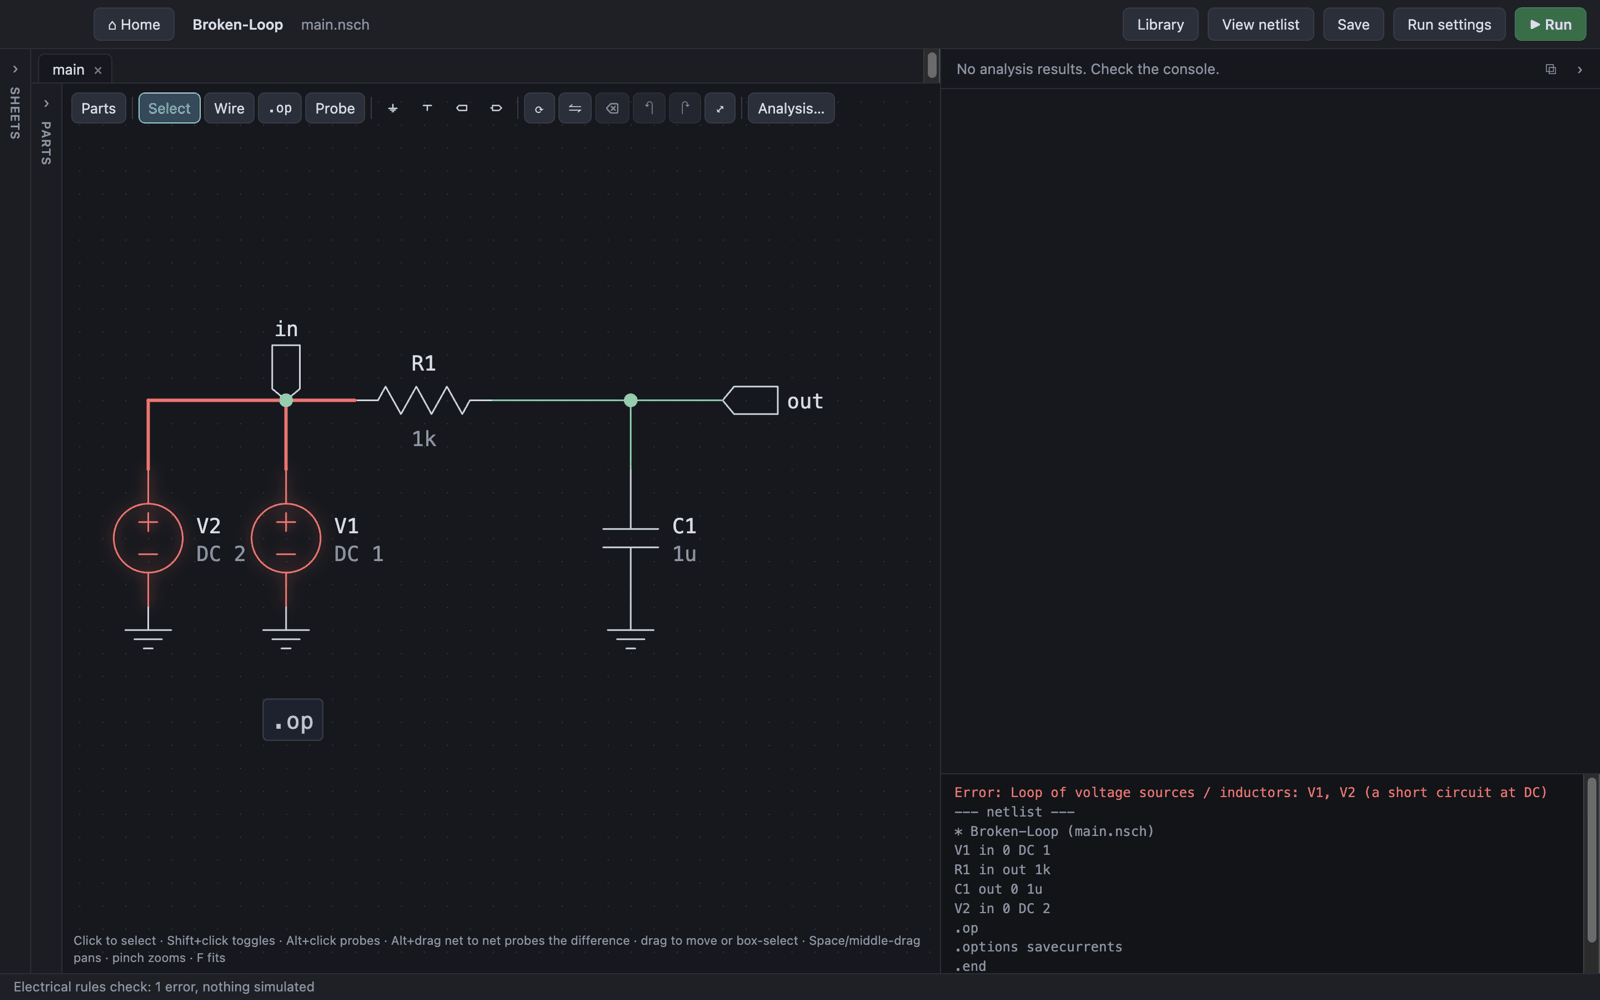 ⌂ Home
Broken-Loop
main.nsch
Library
View netlist
Save
Run settings
▶ Run
SHEETS
main ×
No analysis results. Check the console.
PARTS
Parts
Select
Wire
.op
Probe
Analysis...
in
R1
1k
out
V2
DC 2
V1
DC 1
C1
1u
.op
Click to select · Shift+click toggles · Alt+click probes · Alt+drag net to net probes the difference · drag to move or box-select · Space/middle-drag
pans · pinch zooms · F fits
Error: Loop of voltage sources / inductors: V1, V2 (a short circuit at DC)
--- netlist ---
* Broken-Loop (main.nsch)
V1 in 0 DC 1
R1 in out 1k
C1 out 0 1u
V2 in 0 DC 2
.op
.options savecurrents
.end
Electrical rules check: 1 error, nothing simulated